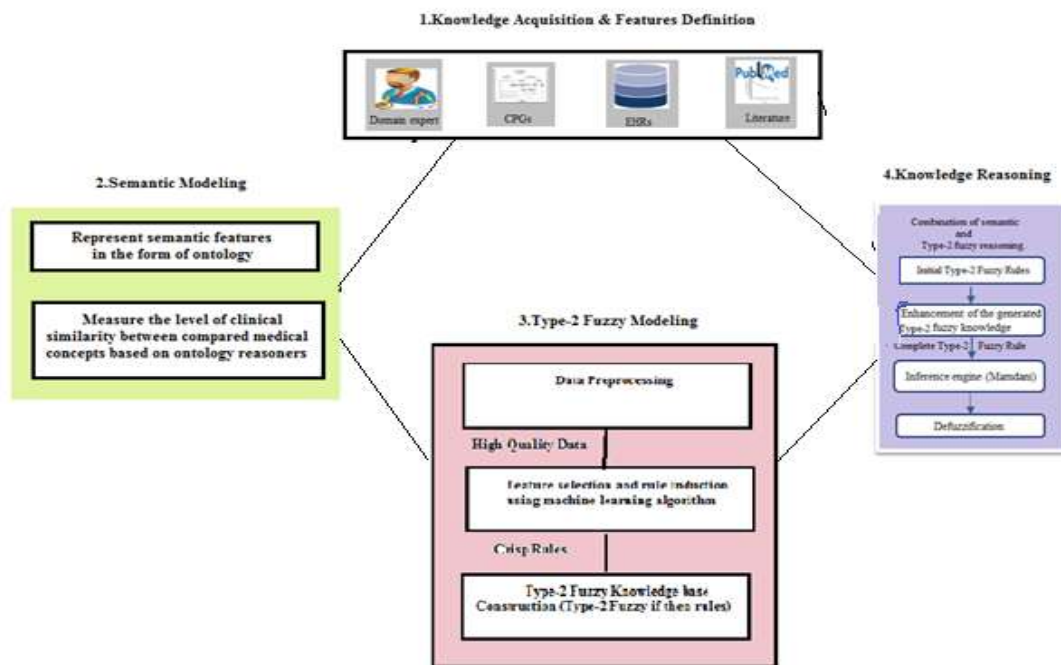 1.Knowledge Acquisition & Features Definition
PubMed
Domain expert
CPGs
EHRs
Literature
2.Semantic Modeling
Represent semantic features
in the form of ontology
Measure the level of clinical
similarity between compared medical
concepts based on ontology reasoners
3.Type-2 Fuzzy Modeling
Data Preprocessing
High Quality Data
Feature selection and rule induction
using machine learning algorithm
Crisp Rules
Type-2 Fuzzy Knowledge base
Construction (Type-2 Fuzzy if then rules)
4.Knowledge Reasoning
Combination of semantic
and
Type-2 fuzzy reasoning.
Initial Type-2 Fuzzy Rules
Enhancement of the generated
Type-2 fuzzy knowledge
Complete Type-2 Fuzzy Rule
Inference engine (Mamdani)
Defuzzification